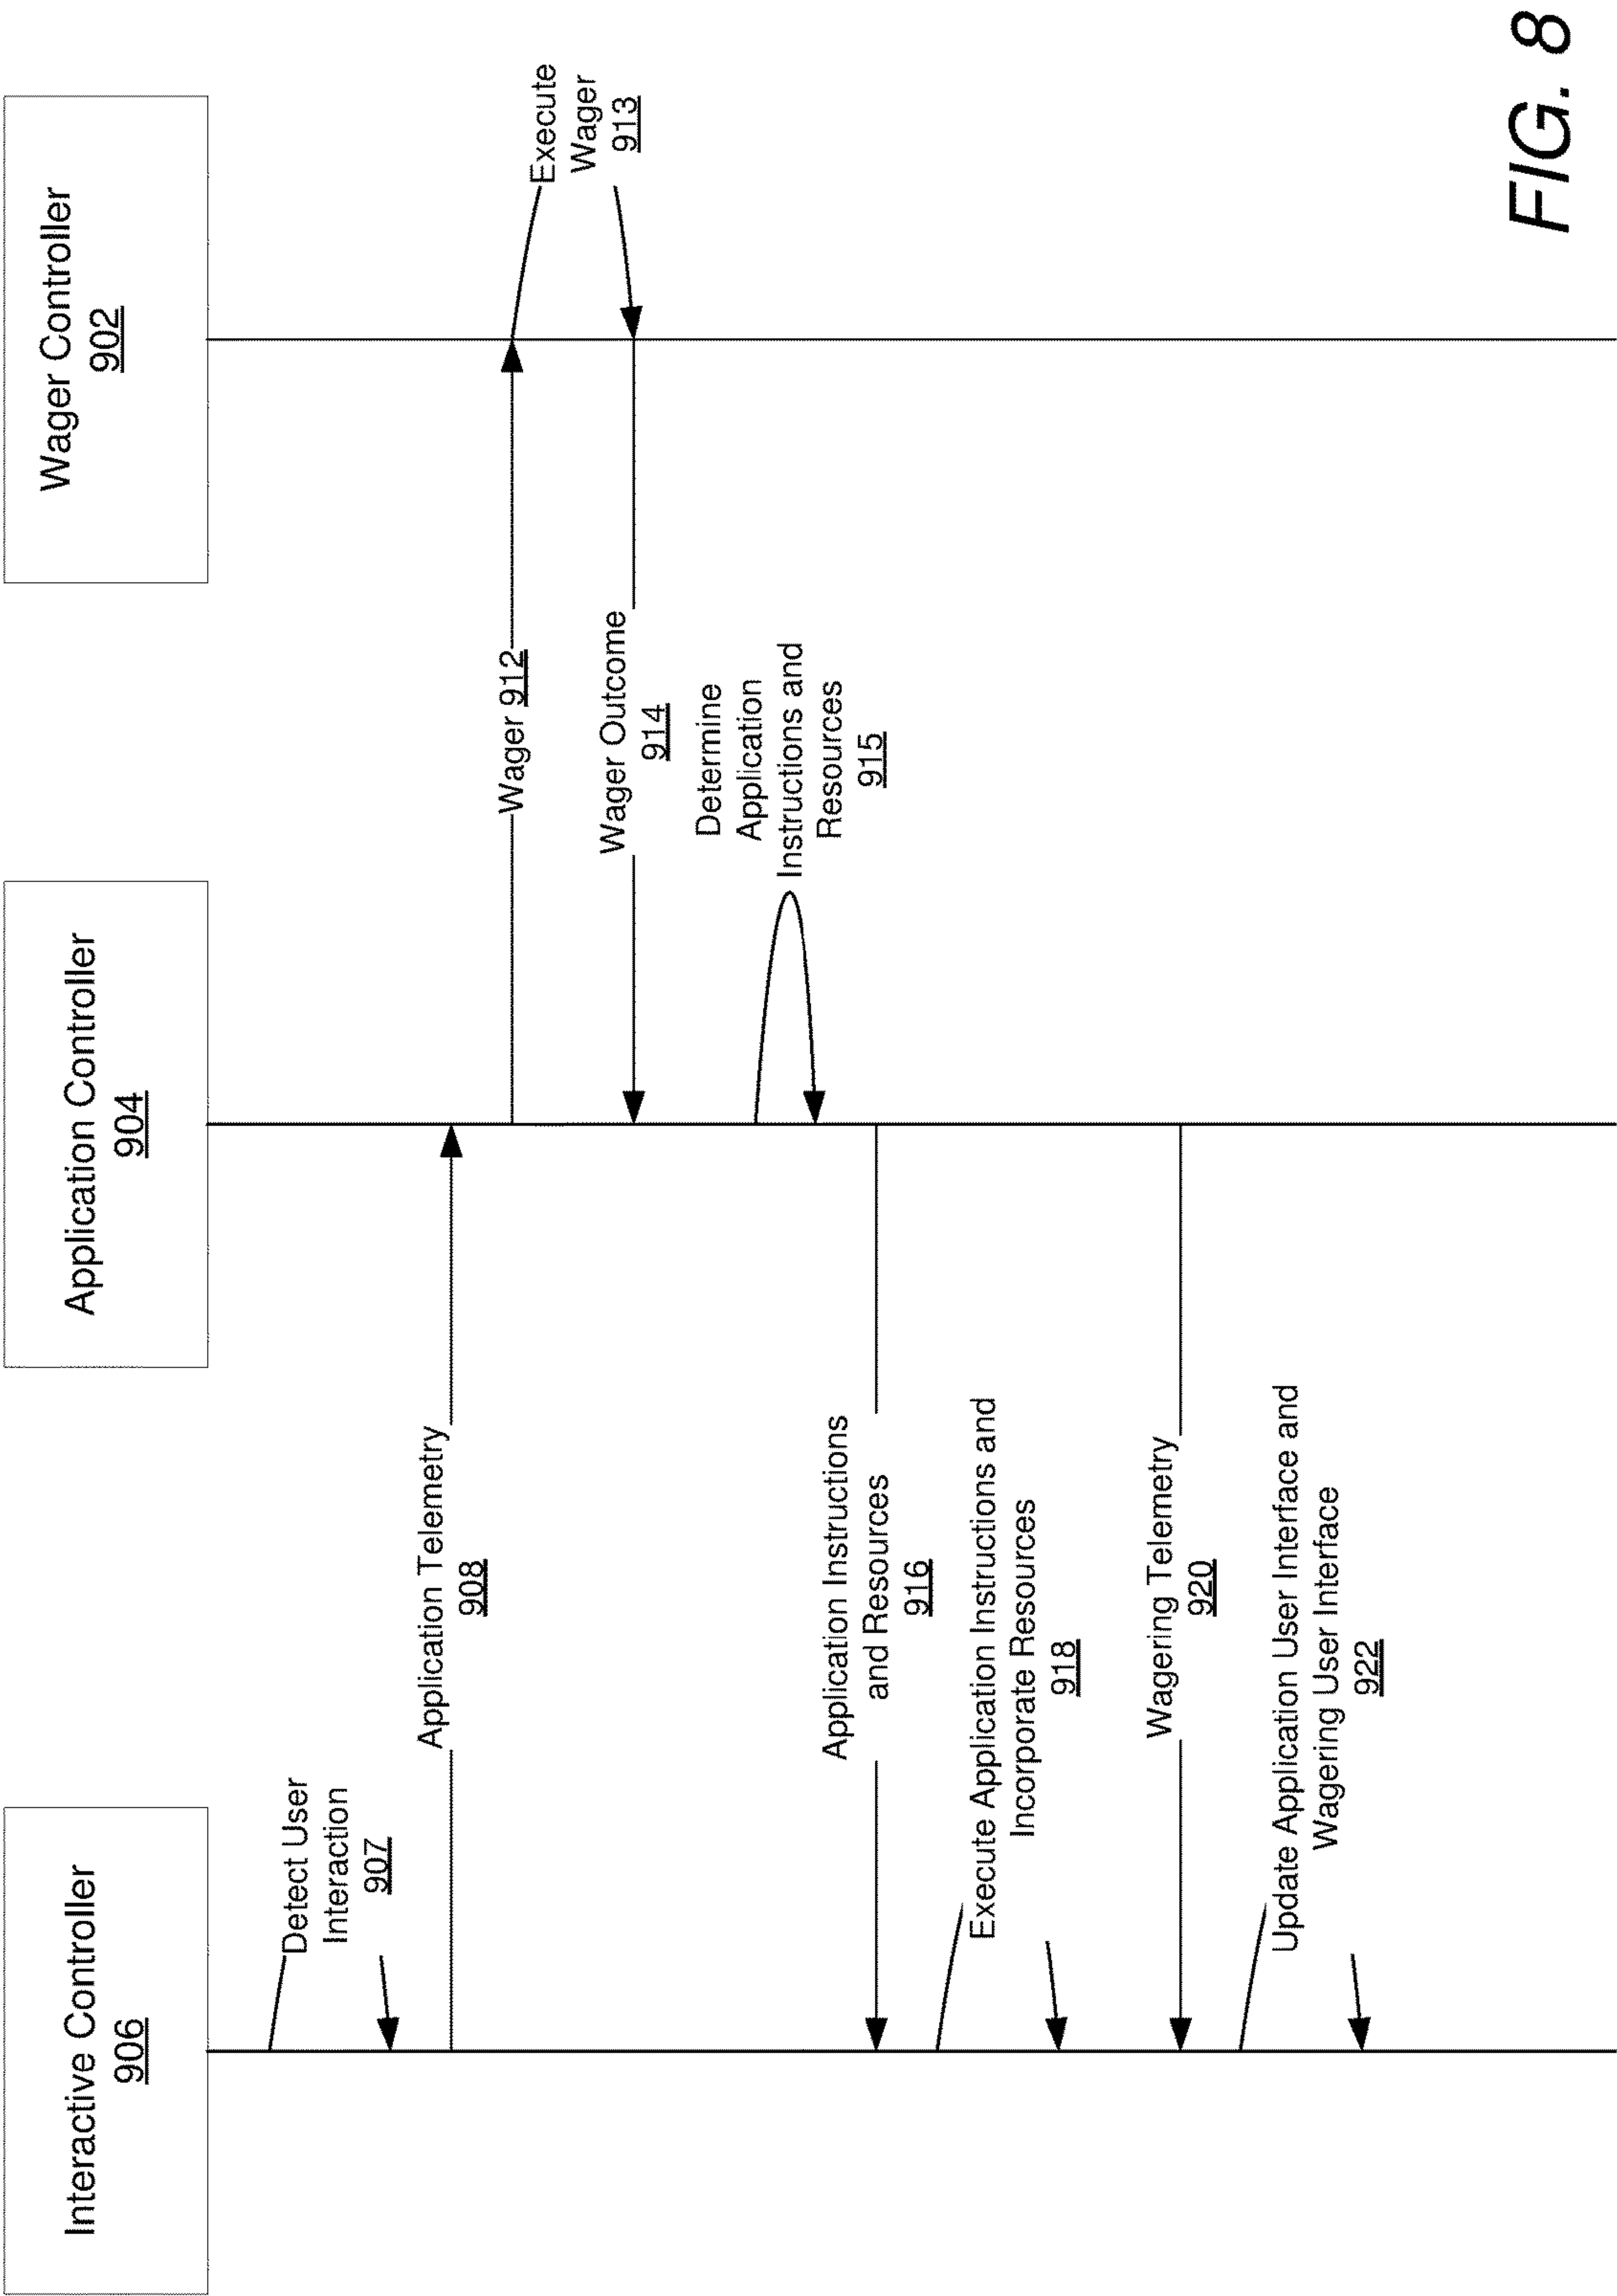 Interactive Controller
906
Application Controller
904
Wager Controller
902
Detect User
Interaction
907
Application Telemetry
908
Wager 912
Execute
Wager
913
Wager Outcome
914
Determine
Application
Instructions and
Resources
915
Application Instructions
and Resources
916
Execute Application Instructions and
Incorporate Resources
918
Wagering Telemetry
920
Update Application User Interface and
Wagering User Interface
922
FIG. 8